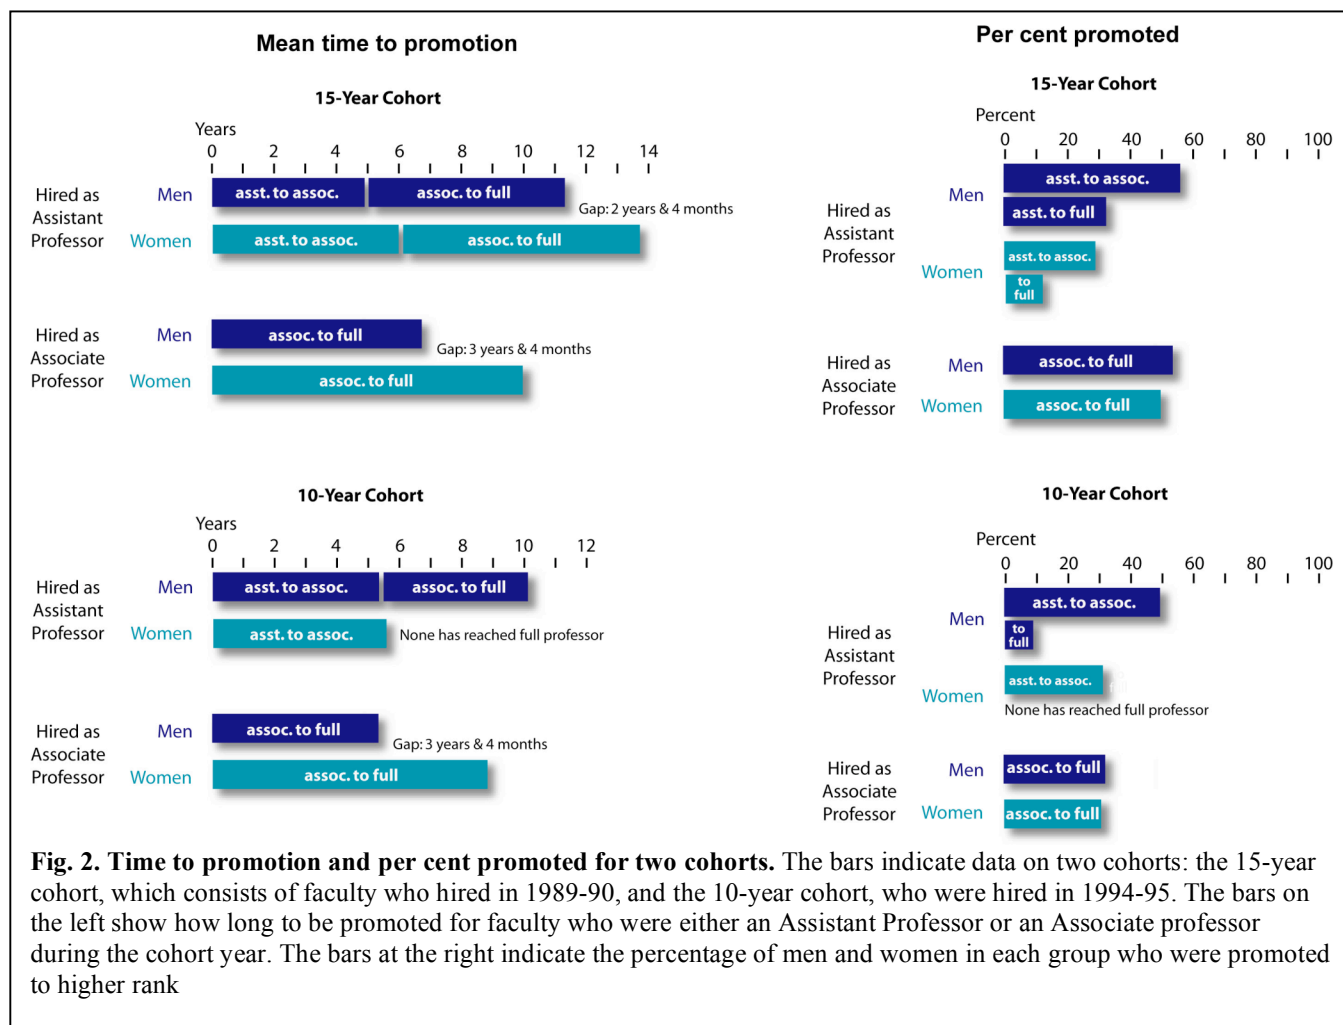 Mean time to promotion
15-Year Cohort
Years
0 2 4 6 8 10 12 14
Hired as
Assistant
Professor
Men
asst. to assoc. assoc. to full
Gap: 2 years & 4 months
Women
asst. to assoc. assoc. to full
Hired as
Associate
Professor
Men
assoc. to full
Gap: 3 years & 4 months
Women
assoc. to full
10-Year Cohort
Years
0 2 4 6 8 10 12
Hired as
Assistant
Professor
Men
asst. to assoc. assoc. to full
Women
asst. to assoc.
None has reached full professor
Hired as
Associate
Professor
Men
assoc. to full
Gap: 3 years & 4 months
Women
assoc. to full
Per cent promoted
15-Year Cohort
Percent
0 20 40 60 80 100
Hired as
Assistant
Professor
Men
asst. to assoc.
asst. to full
Women
asst. to assoc.
to
full
Hired as
Associate
Professor
Men
assoc. to full
Women
assoc. to full
10-Year Cohort
Percent
0 20 40 60 80 100
Hired as
Assistant
Professor
Men
asst. to assoc.
to
full
Women
asst. to assoc.
None has reached full professor
Hired as
Associate
Professor
Men
assoc. to full
Women
assoc. to full
Fig. 2. Time to promotion and per cent promoted for two cohorts. The bars indicate data on two cohorts: the 15-year
cohort, which consists of faculty who hired in 1989-90, and the 10-year cohort, who were hired in 1994-95. The bars on
the left show how long to be promoted for faculty who were either an Assistant Professor or an Associate professor
during the cohort year. The bars at the right indicate the percentage of men and women in each group who were promoted
to higher rank